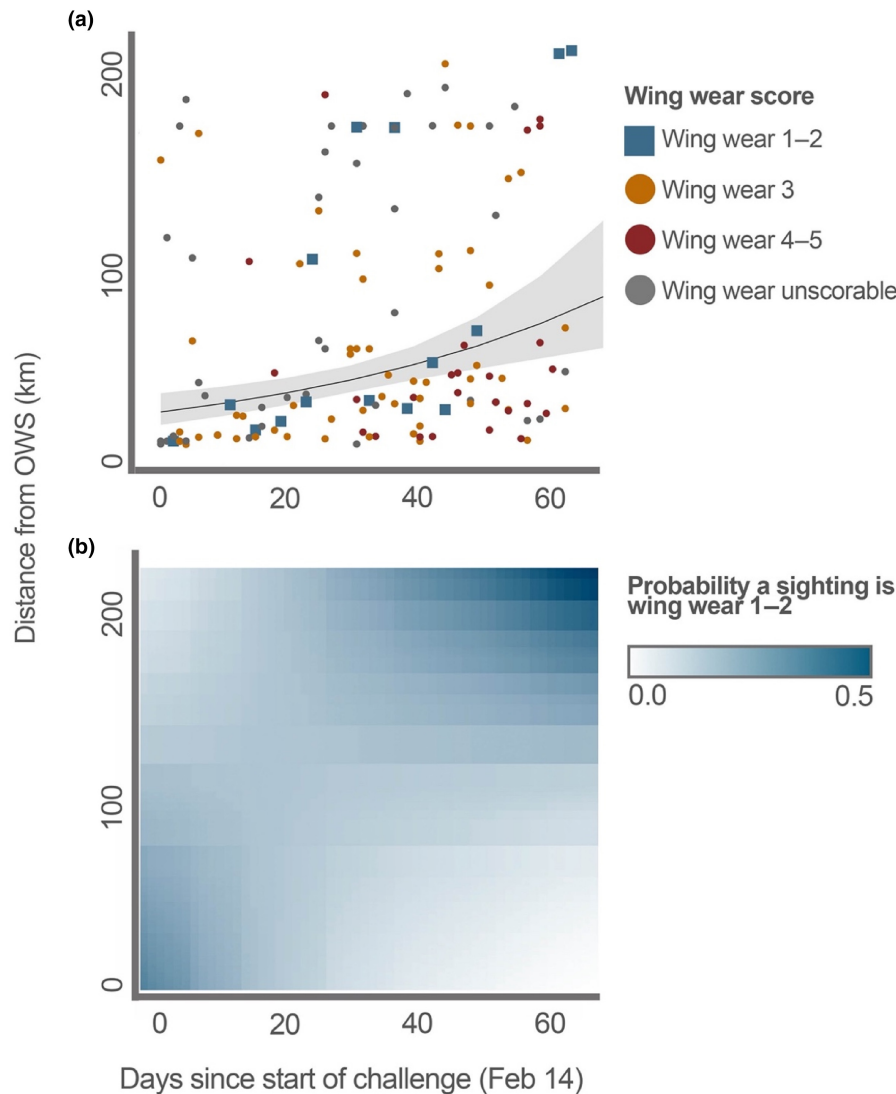 (a)
200
100
0
0 20 40 60
Wing wear score
Wing wear 1–2
Wing wear 3
Wing wear 4–5
Wing wear unscorable
Distance from OWS (km)
(b)
200
100
0
0 20 40 60
Probability a sighting is
wing wear 1–2
0.0 0.5
Days since start of challenge (Feb 14)